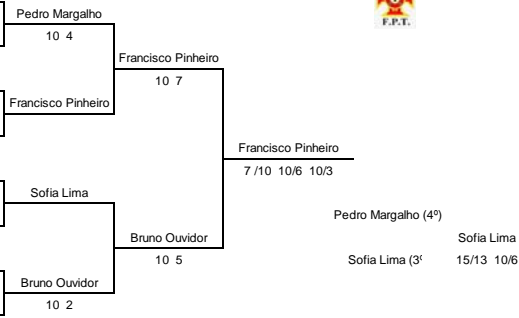 Pedro Margalho
10 4
F.P.T.
Francisco Pinheiro
10 7
Francisco Pinheiro
Francisco Pinheiro
7 /10 10/6 10/3
Sofia Lima
Pedro Margalho (4º)
Bruno Ouvidor
Sofia Lima
10 5
Sofia Lima (3º
15/13 10/6
Bruno Ouvidor
10 2